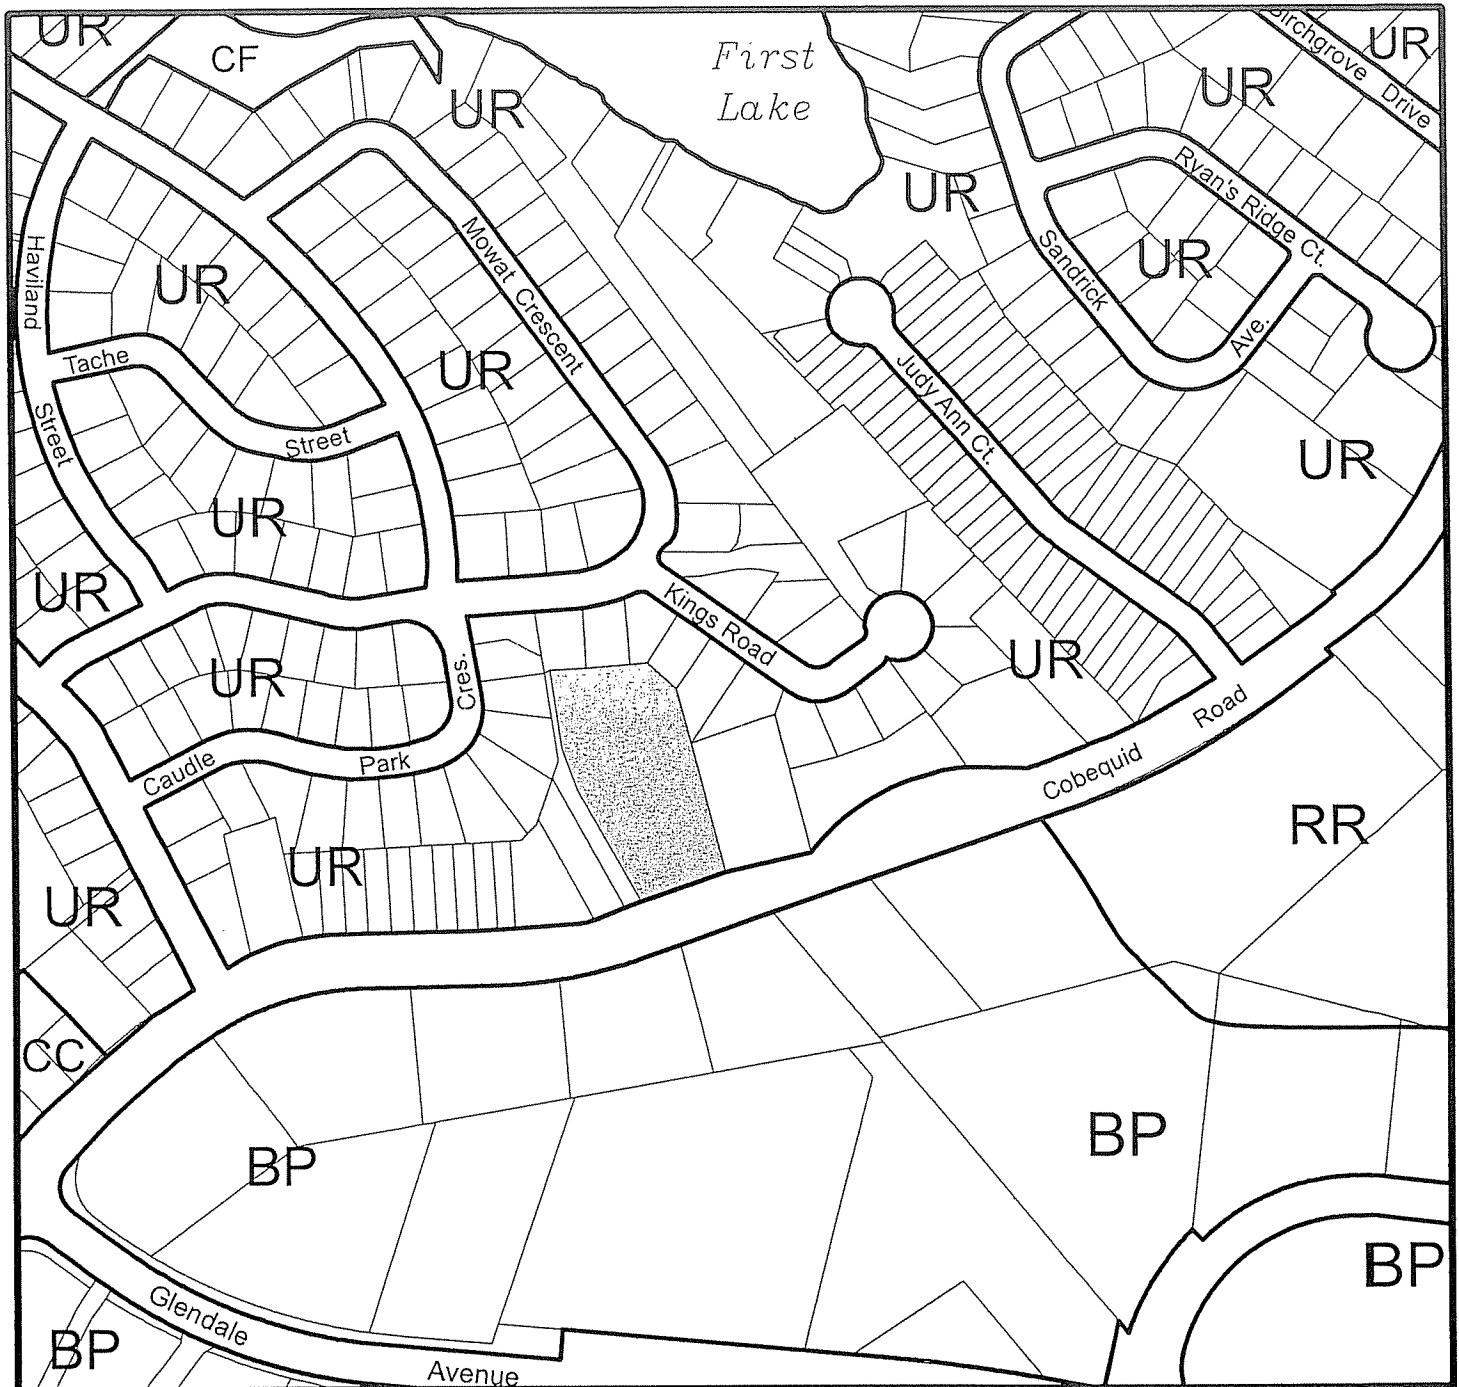 UR
CF
First
Lake
UR
UR
Birchgrove Drive
UR
UR
Ryan's Ridge Ct.
Haviland
Street
UR
Mowat Crescent
UR
Sandrick
Ave.
UR
Tache
Street
Judy Ann Ct.
UR
UR
UR
Kings Road
UR
UR
Cres.
Caudle
Park
Cobequid
Road
RR
UR
UR
CC
BP
BP
BP
Glendale
Avenue
BP